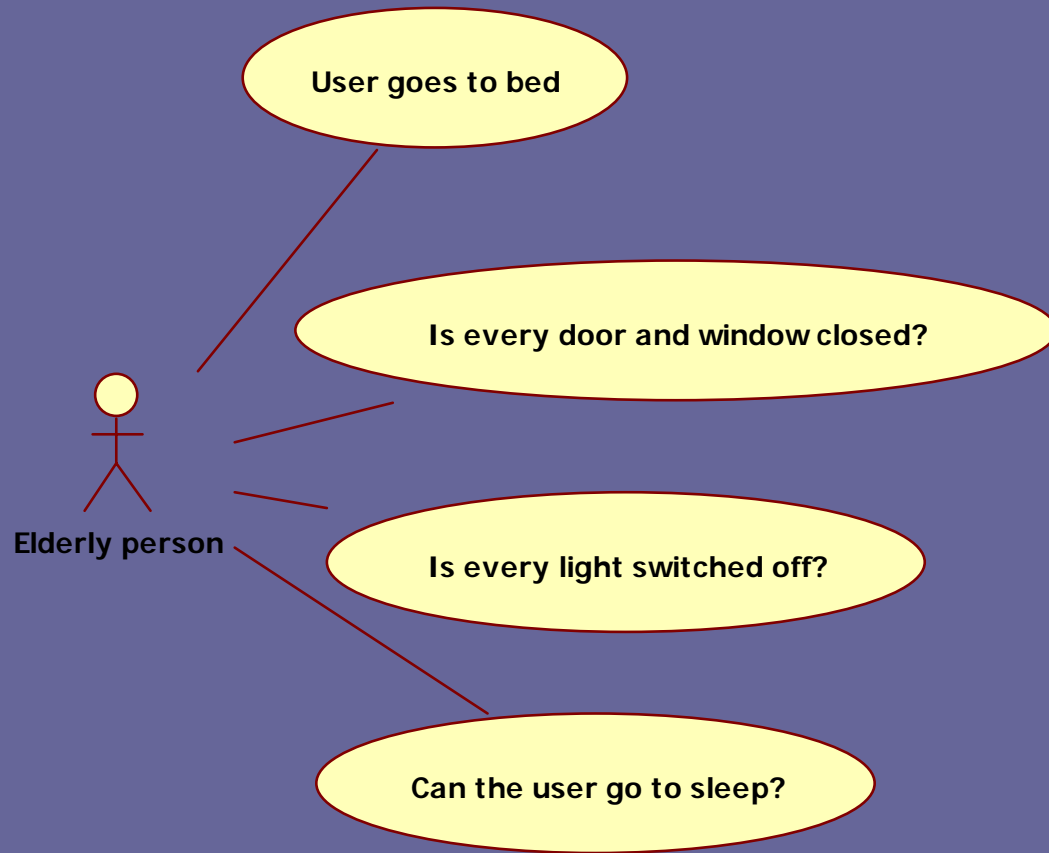 User goes to bed
Is every door and window closed?
Elderly person
Is every light switched off?
Can the user go to sleep?